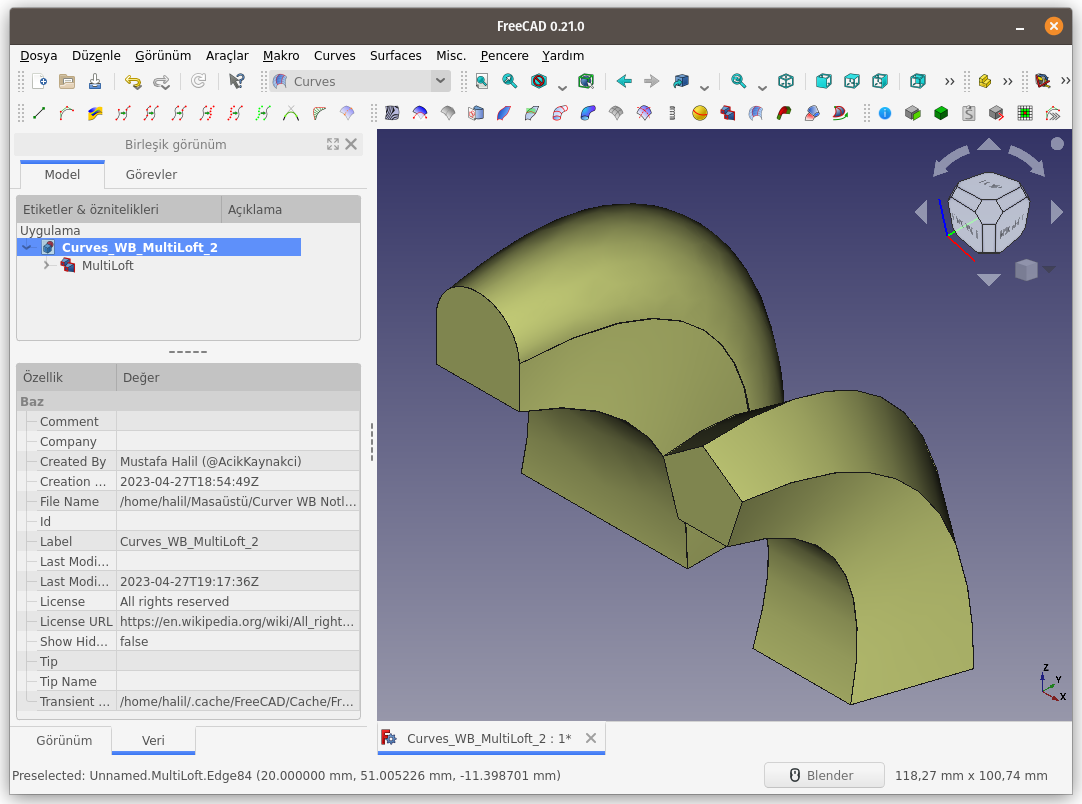 FreeCAD 0.21.0
Dosya Düzenle Görünüm Araçlar Makro Curves Surfaces Misc. Pencere Yardım
Curves
Birleşik görünüm
Model Görevler
Etiketler & öznitelikleri Açıklama
Uygulama
Curves_WB_MultiLoft_2
MultiLoft
Özellik Değer
Baz
Comment
Company
Created By Mustafa Halil (@AcikKaynakci)
Creation ... 2023-04-27T18:54:49Z
File Name /home/halil/Masaüstü/Curver WB Notl...
Id
Label Curves_WB_MultiLoft_2
Last Modi...
Last Modi... 2023-04-27T19:17:36Z
License All rights reserved
License URL https://en.wikipedia.org/wiki/All_right...
Show Hid... false
Tip
Tip Name
Transient ... /home/halil/.cache/FreeCAD/Cache/Fr...
Z
Y
X
Görünüm Veri
Curves_WB_MultiLoft_2 : 1*
Preselected: Unnamed.MultiLoft.Edge84 (20.000000 mm, 51.005226 mm, -11.398701 mm)
Blender
118,27 mm x 100,74 mm